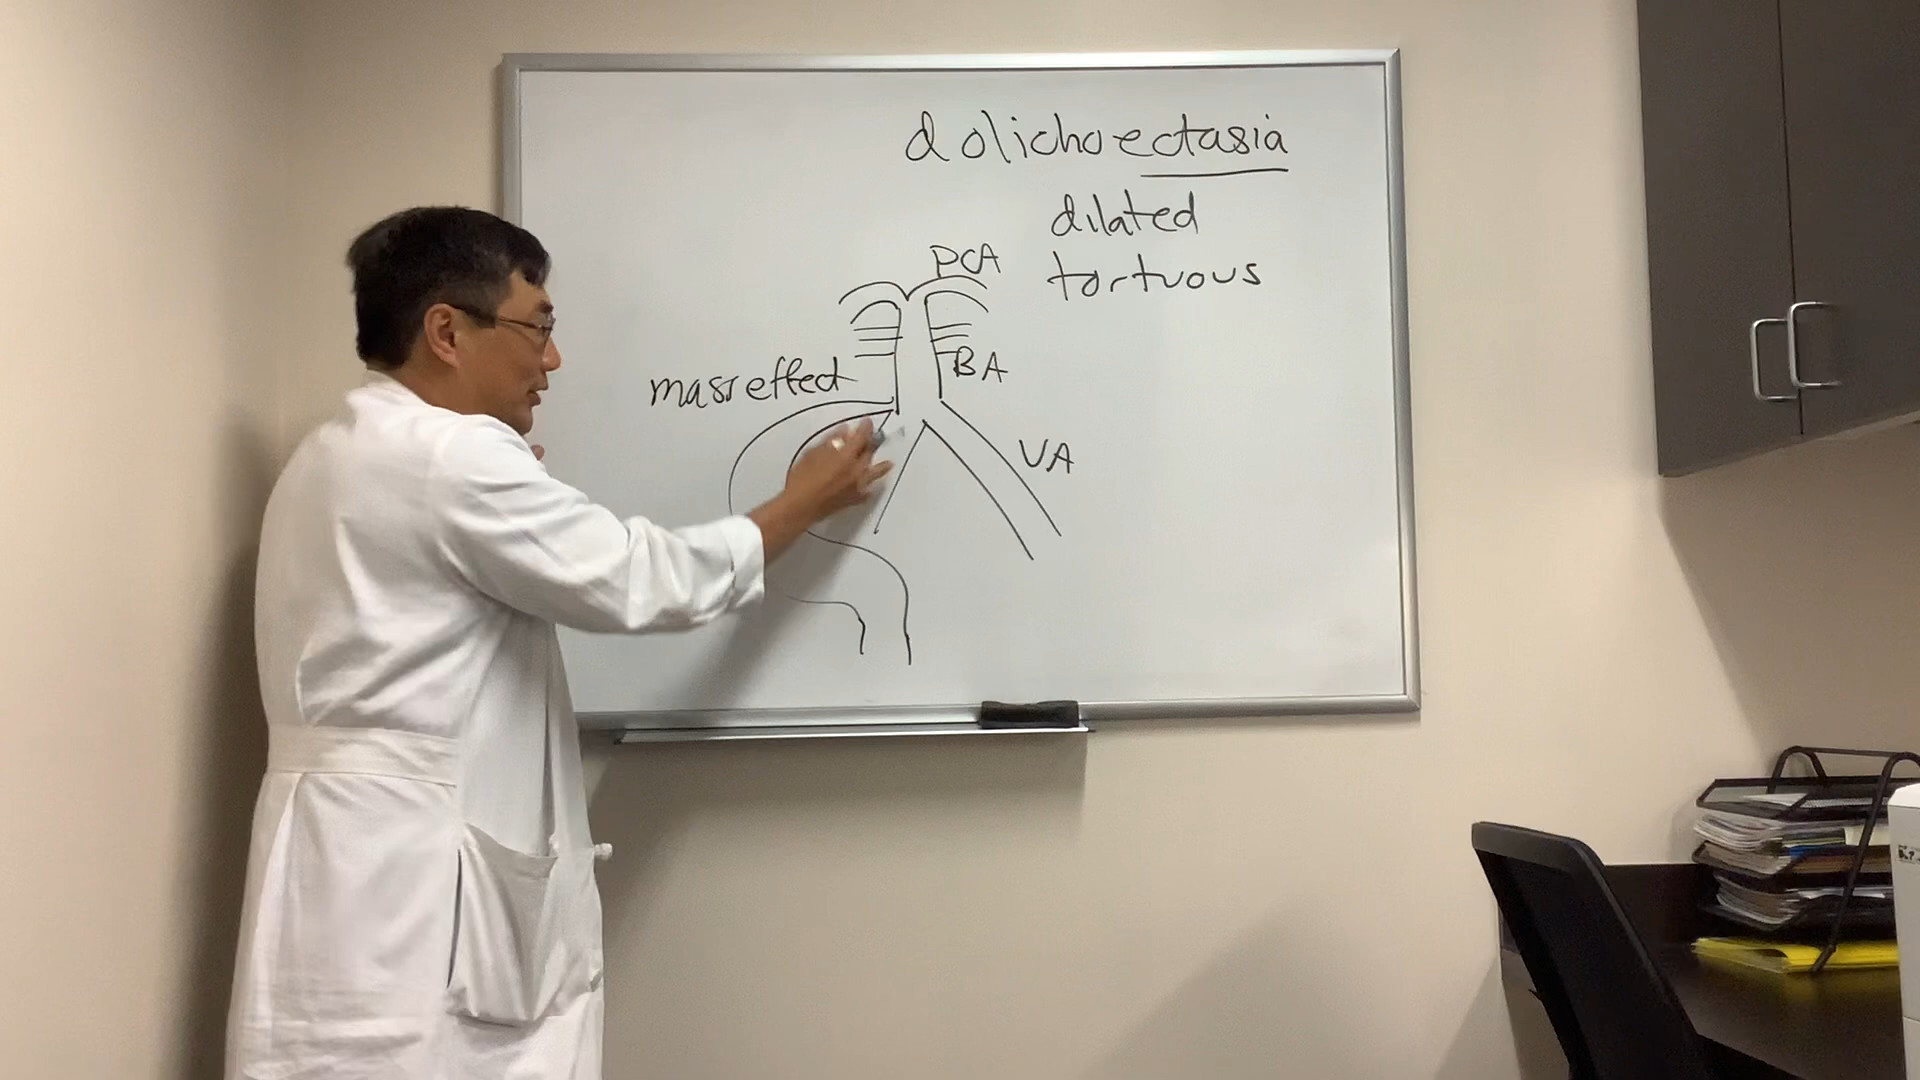 dolichoectasia
dilated
tortuous
PCA
BA
mass effect
VA